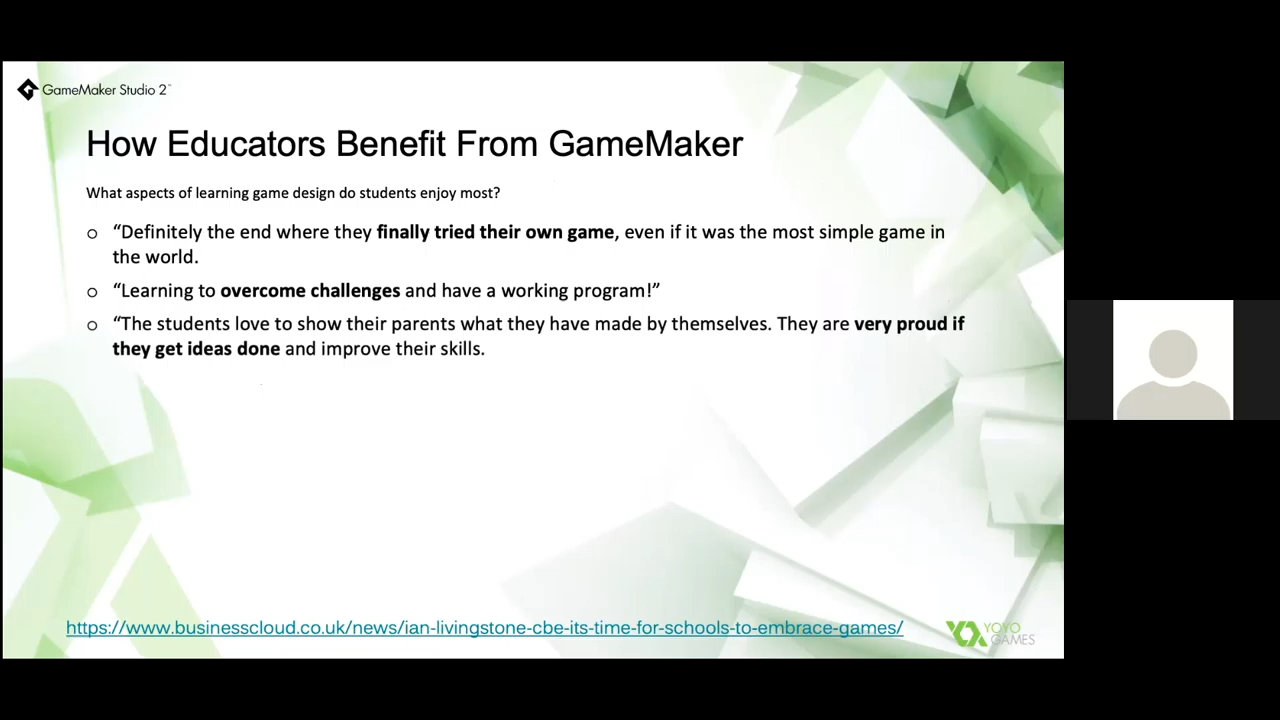 GameMaker Studio 2™
How Educators Benefit From GameMaker
What aspects of learning game design do students enjoy most?
o “Definitely the end where they finally tried their own game, even if it was the most simple game in
the world.
o “Learning to overcome challenges and have a working program!”
o “The students love to show their parents what they have made by themselves. They are very proud if
they get ideas done and improve their skills.
https://www.businesscloud.co.uk/news/ian-livingstone-cbe-its-time-for-schools-to-embrace-games/
YOYO
GAMES